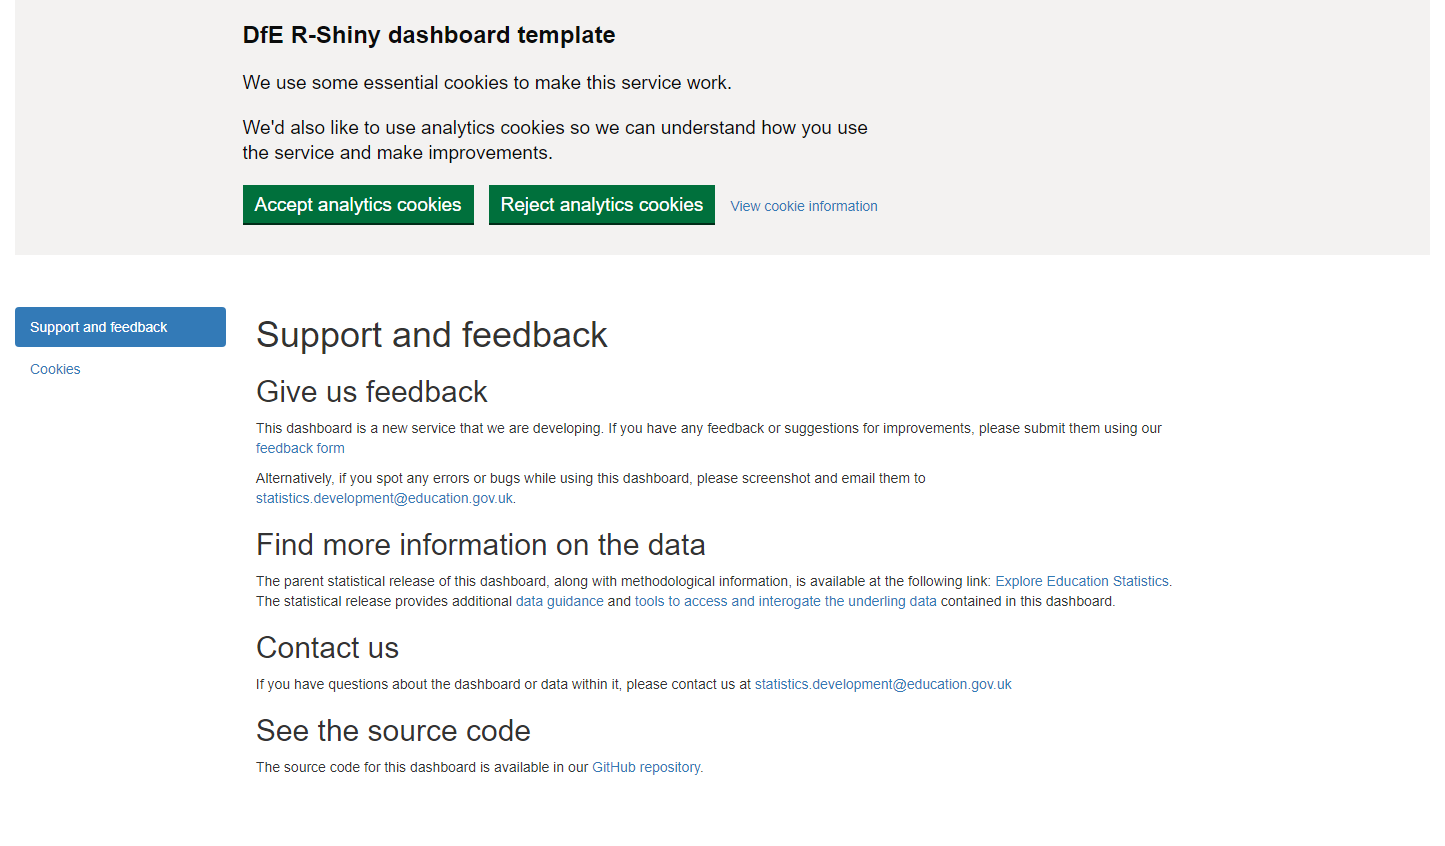 DfE R-Shiny dashboard template
We use some essential cookies to make this service work.
We'd also like to use analytics cookies so we can understand how you use
the service and make improvements.
Accept analytics cookies Reject analytics cookies View cookie information
Support and feedback
Cookies
Support and feedback
Give us feedback
This dashboard is a new service that we are developing. If you have any feedback or suggestions for improvements, please submit them using our
feedback form
Alternatively, if you spot any errors or bugs while using this dashboard, please screenshot and email them to
statistics.development@education.gov.uk.
Find more information on the data
The parent statistical release of this dashboard, along with methodological information, is available at the following link: Explore Education Statistics.
The statistical release provides additional data guidance and tools to access and interogate the underling data contained in this dashboard.
Contact us
If you have questions about the dashboard or data within it, please contact us at statistics.development@education.gov.uk
See the source code
The source code for this dashboard is available in our GitHub repository.